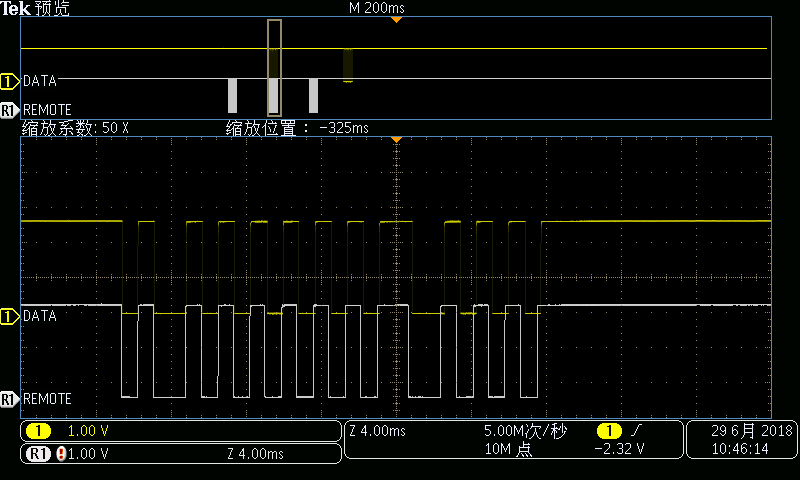 Tek 预览 M 200ms
1 DATA
R1 REMOTE
缩放系数: 50 X 缩放位置： -325ms
1 DATA
R1 REMOTE
1 1.00 V Z 4.00ms 5.00M次/秒 1 29 6月 2018
R1 1.00 V Z 4.00ms 10M 点 -2.32 V 10:46:14